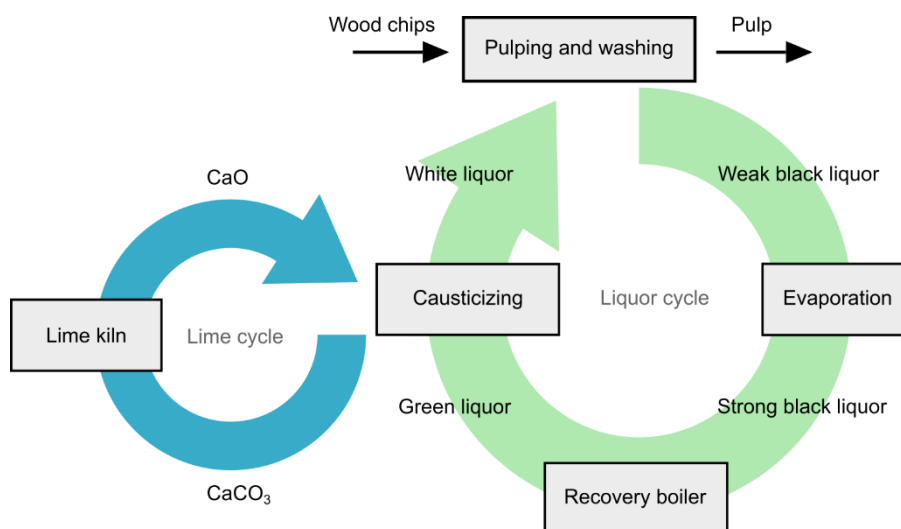 Wood chips
Pulp
Pulping and washing
White liquor
Weak black liquor
CaO
Causticizing
Liquor cycle
Evaporation
Lime kiln
Lime cycle
Green liquor
Strong black liquor
CaCO₃
Recovery boiler